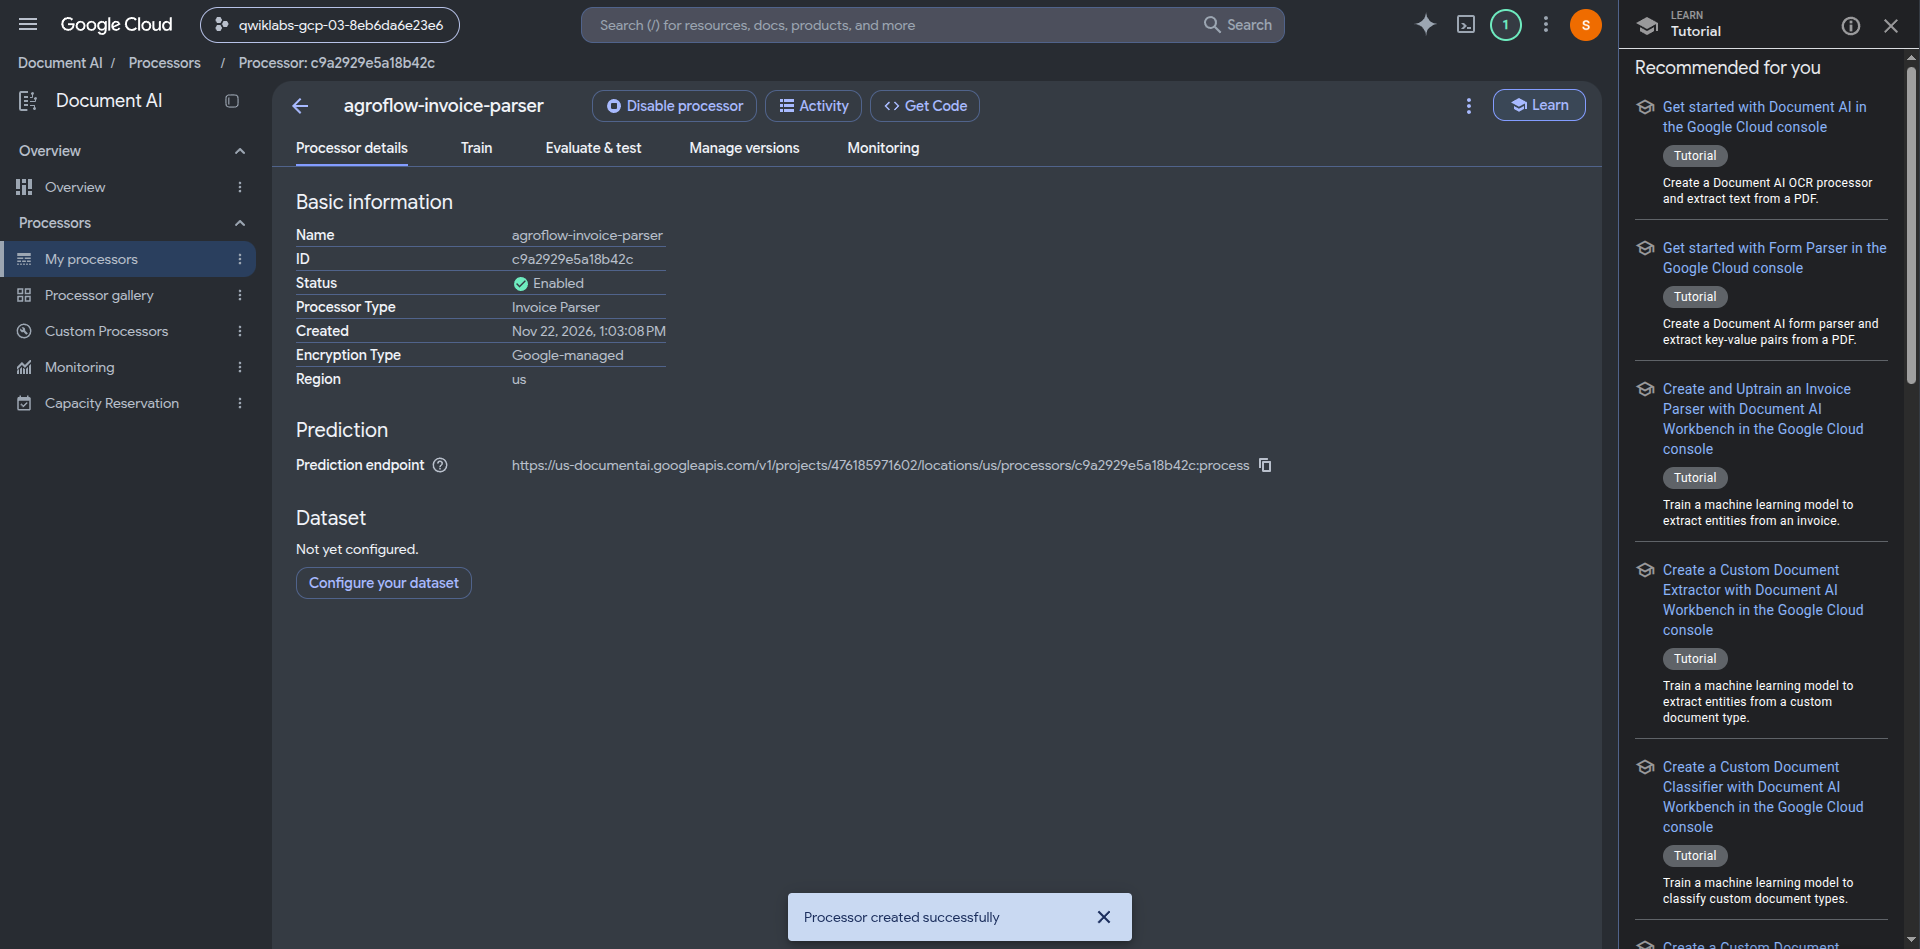 Google Cloud
qwiklabs-gcp-03-8eb6da6e23e6
Search (/) for resources, docs, products, and more
Search
1
S
Document AI / Processors / Processor: c9a2929e5a18b42c
Document AI
Overview
Overview
Processors
My processors
Processor gallery
Custom Processors
Monitoring
Capacity Reservation
agroflow-invoice-parser
Disable processor
Activity
Get Code
Learn
Processor details
Train
Evaluate & test
Manage versions
Monitoring
Basic information
Name agroflow-invoice-parser
ID c9a2929e5a18b42c
Status Enabled
Processor Type Invoice Parser
Created Nov 22, 2026, 1:03:08 PM
Encryption Type Google-managed
Region us
Prediction
Prediction endpoint https://us-documentai.googleapis.com/v1/projects/476185971602/locations/us/processors/c9a2929e5a18b42c:process
Dataset
Not yet configured.
Configure your dataset
Processor created successfully
LEARN
Tutorial
Recommended for you
Get started with Document AI in
the Google Cloud console
Tutorial
Create a Document AI OCR processor
and extract text from a PDF.
Get started with Form Parser in the
Google Cloud console
Tutorial
Create a Document AI form parser and
extract key-value pairs from a PDF.
Create and Uptrain an Invoice
Parser with Document AI
Workbench in the Google Cloud
console
Tutorial
Train a machine learning model to
extract entities from an invoice.
Create a Custom Document
Extractor with Document AI
Workbench in the Google Cloud
console
Tutorial
Train a machine learning model to
extract entities from a custom
document type.
Create a Custom Document
Classifier with Document AI
Workbench in the Google Cloud
console
Tutorial
Train a machine learning model to
classify custom document types.
Create a Custom Document